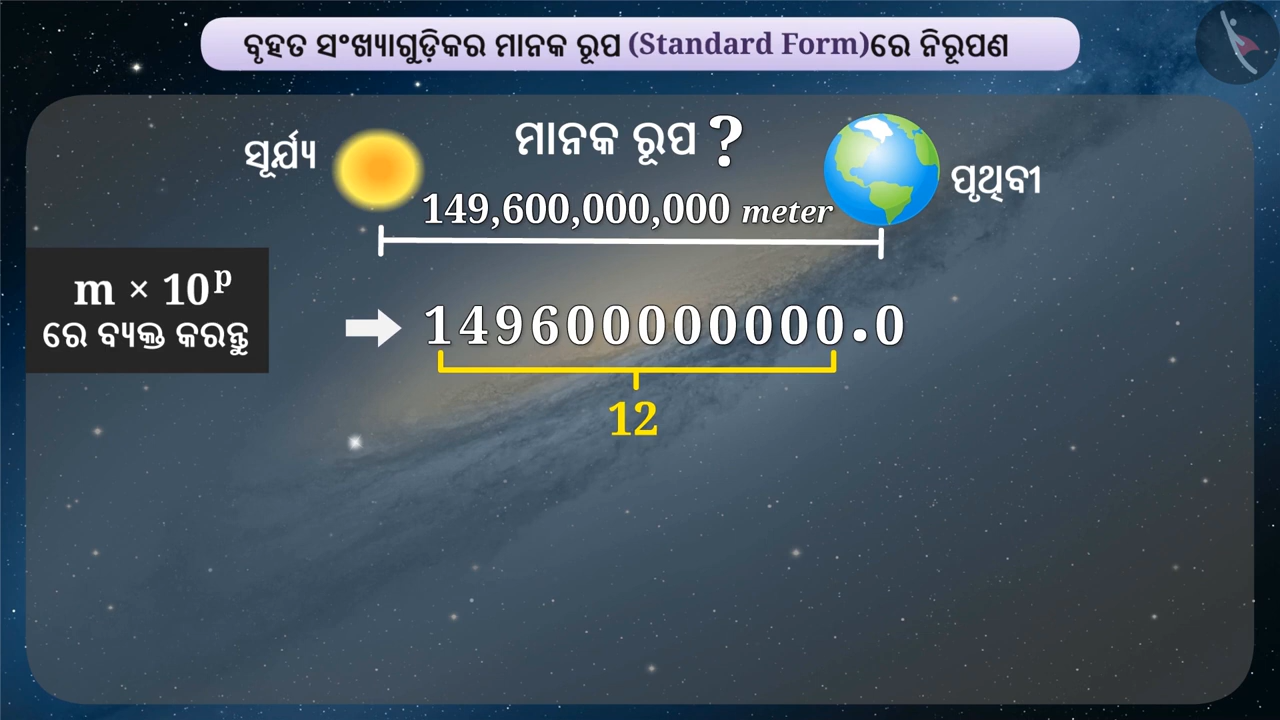 ବୃହତ ସଂଖ୍ୟାଗୁଡ଼ିକର ମାନକ ରୂପ (Standard Form)ରେ ନିରୂପଣ
ମାନକ ରୂପ ?
ସୂର୍ଯ୍ୟ
ପୃଥିବୀ
149,600,000,000 meter
m × 10ᵖ
ରେ ବ୍ୟକ୍ତ କରନ୍ତୁ
149600000000.0
12